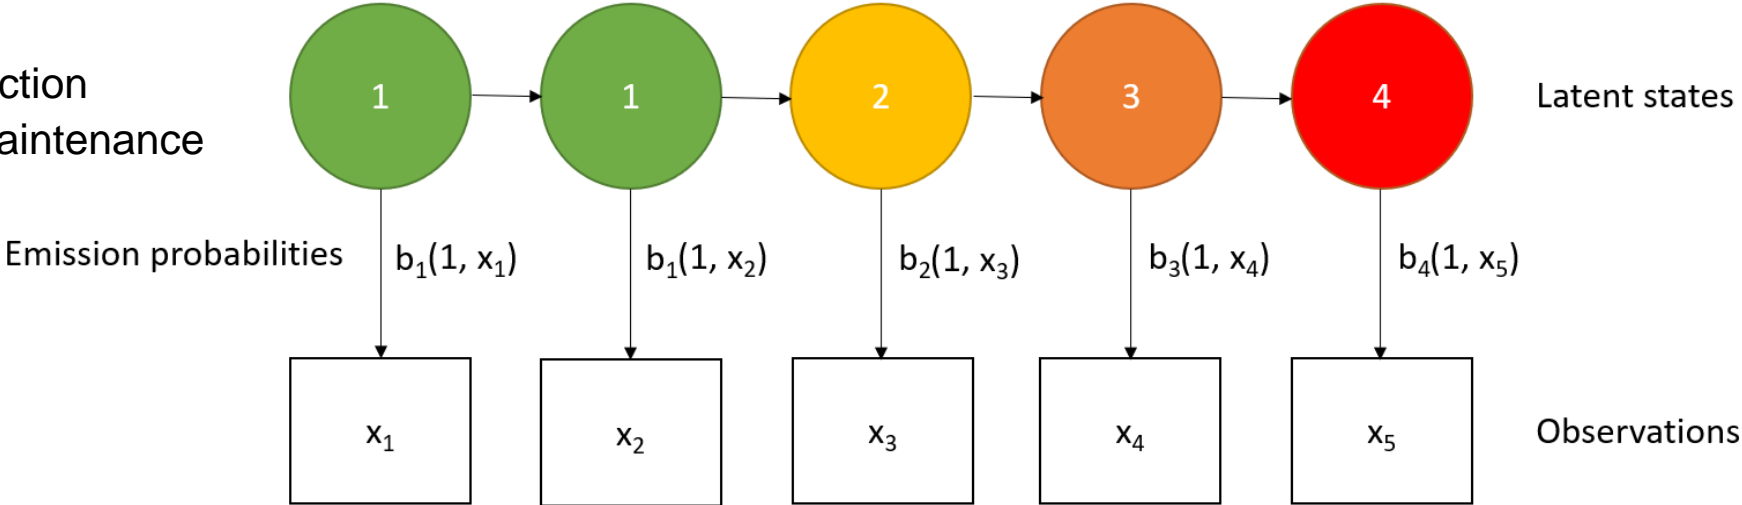 ction
aintenance
1 1 2 3 4
Latent states
Emission probabilities
b₁(1, x₁) b₁(1, x₂) b₂(1, x₃) b₃(1, x₄) b₄(1, x₅)
x₁ x₂ x₃ x₄ x₅
Observations